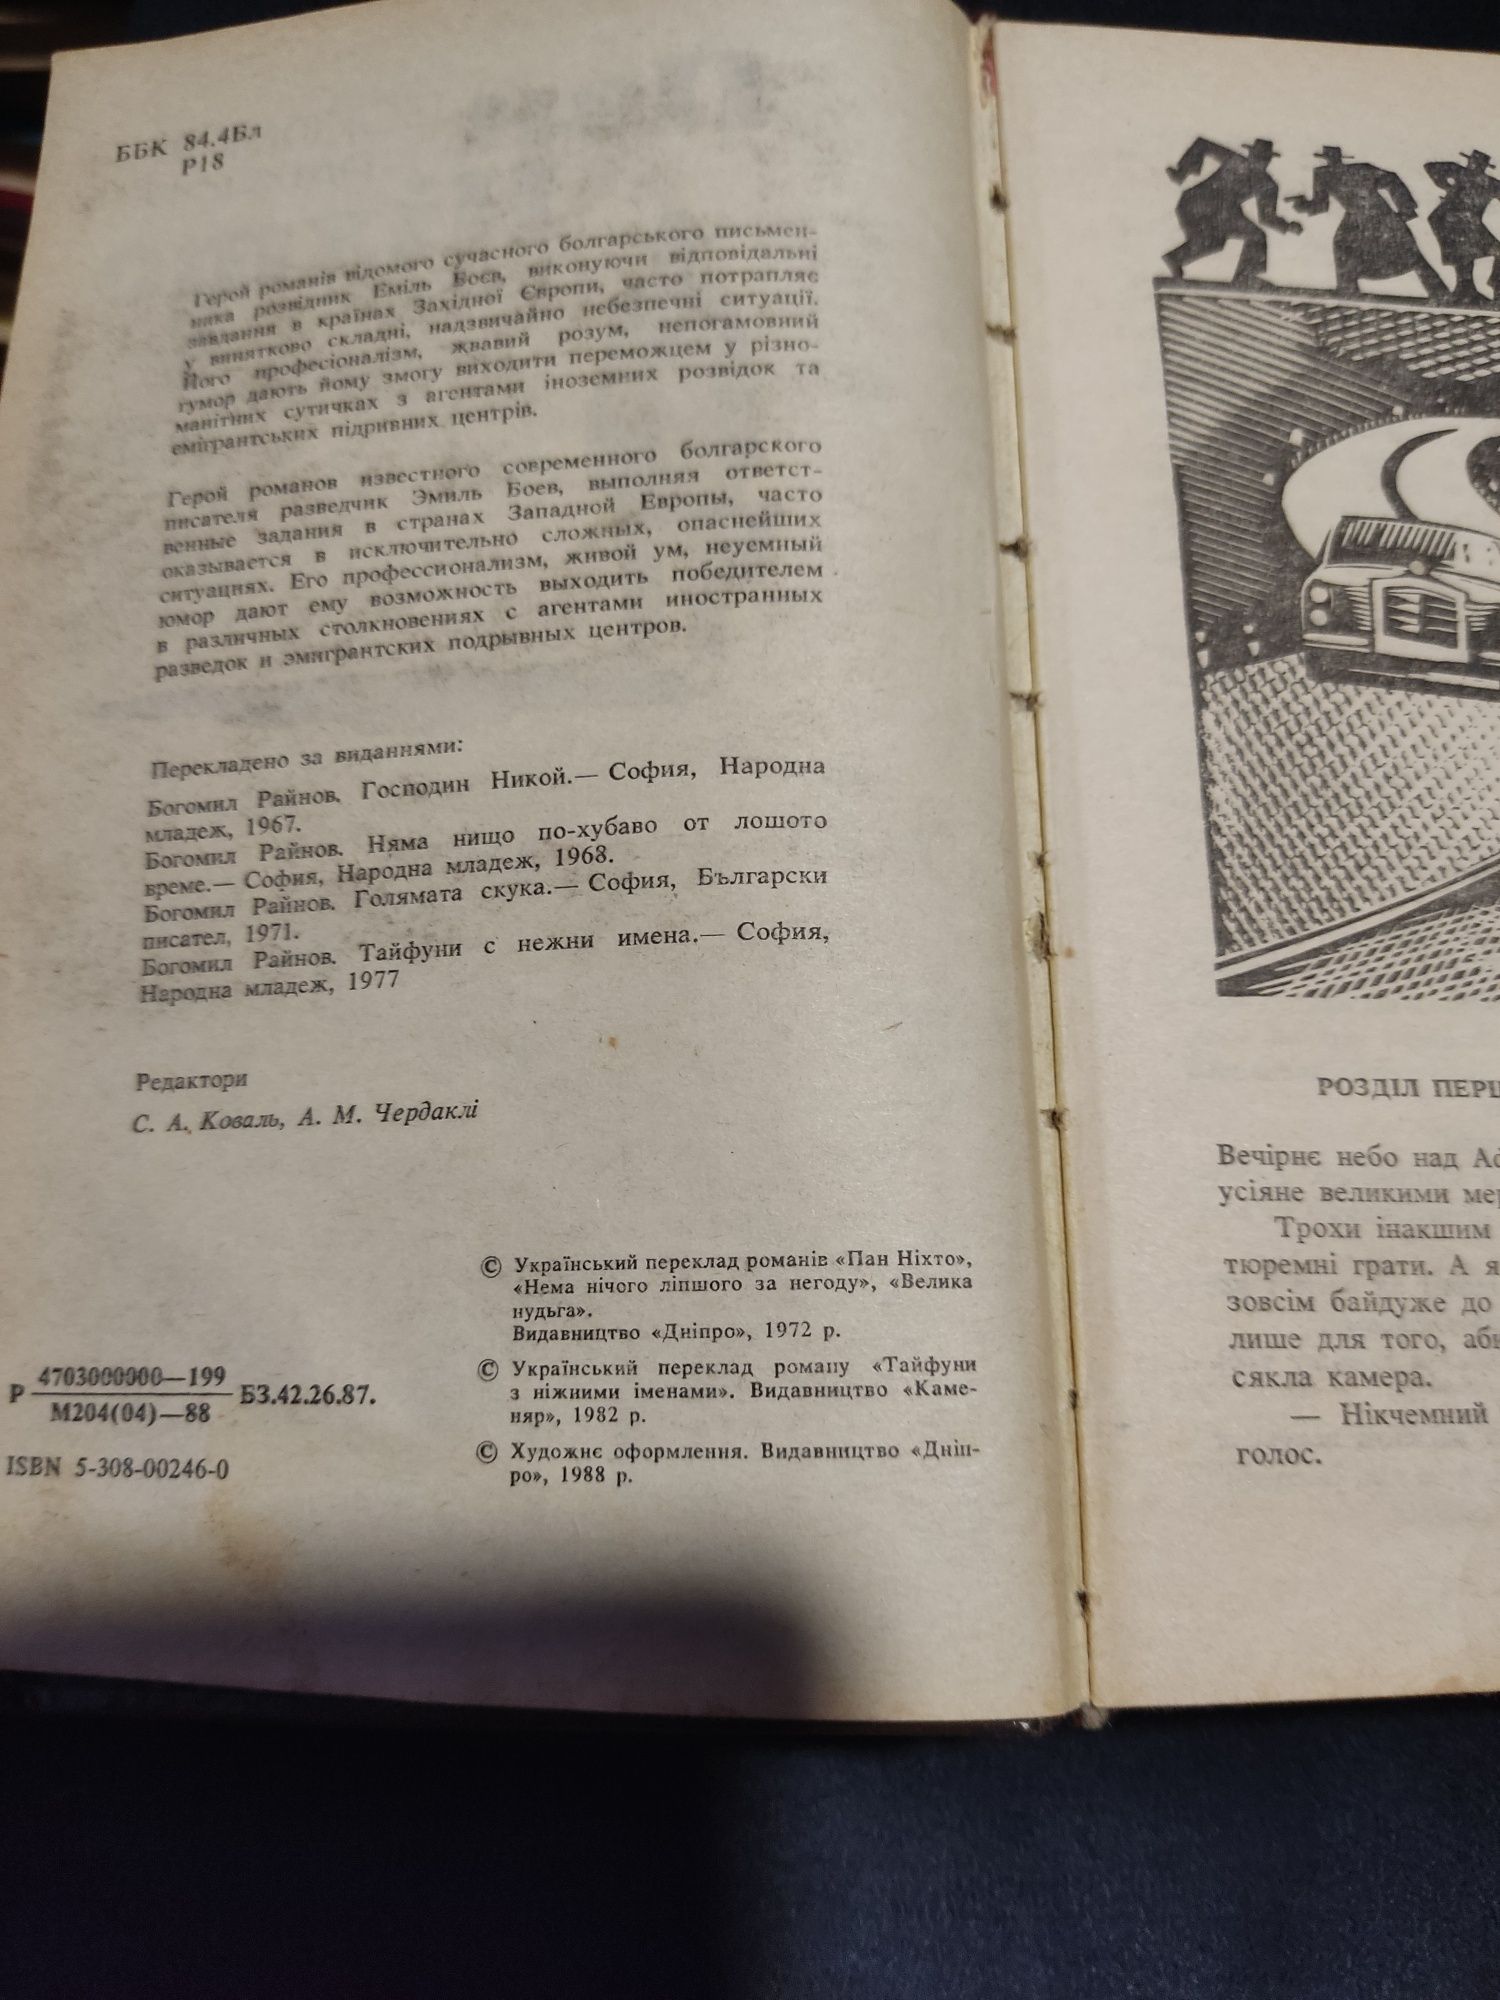 ББК 84.4Бл
Р18
Герой романів відомого сучасного болгарського письмен-
ника розвідник Еміль Боєв, виконуючи відповідальні
завдання в країнах Західної Європи, часто потрапляє
у винятково складні, надзвичайно небезпечні ситуації.
Його професіоналізм, жвавий розум, непогамовний
гумор дають йому змогу виходити переможцем у різно-
манітних сутичках з агентами іноземних розвідок та
емігрантських підривних центрів.
Герой романов известного современного болгарского
писателя разведчик Эмиль Боев, выполняя ответст-
венные задания в странах Западной Европы, часто
оказывается в исключительно сложных, опаснейших
ситуациях. Его профессионализм, живой ум, неуемный
юмор дают ему возможность выходить победителем
в различных столкновениях с агентами иностранных
разведок и эмигрантских подрывных центров.
Перекладено за виданнями:
Богомил Райнов. Господин Никой.— София, Народна
младеж, 1967.
Богомил Райнов. Няма нищо по-хубаво от лошото
време.— София, Народна младеж, 1968.
Богомил Райнов. Голямата скука.— София, Български
писател, 1971.
Богомил Райнов. Тайфуни с нежни имена.— София,
Народна младеж, 1977
Редактори
С. А. Коваль, А. М. Чердаклі
© Український переклад романів «Пан Ніхто»,
«Нема нічого ліпшого за негоду», «Велика
нудьга».
Видавництво «Дніпро», 1972 р.
© Український переклад роману «Тайфуни
з ніжними іменами». Видавництво «Каме-
няр», 1982 р.
© Художнє оформлення. Видавництво «Дніп-
ро», 1988 р.
Р 4703000000—199
М204(04)—88 БЗ.42.26.87.
ISBN 5-308-00246-0
РОЗДІЛ ПЕРШ
Вечірнє небо над Аф
усіяне великими мер
Трохи інакшим
тюремні грати. А я
зовсім байдуже до
лише для того, аби
сякла камера.
— Нікчемний
голос.